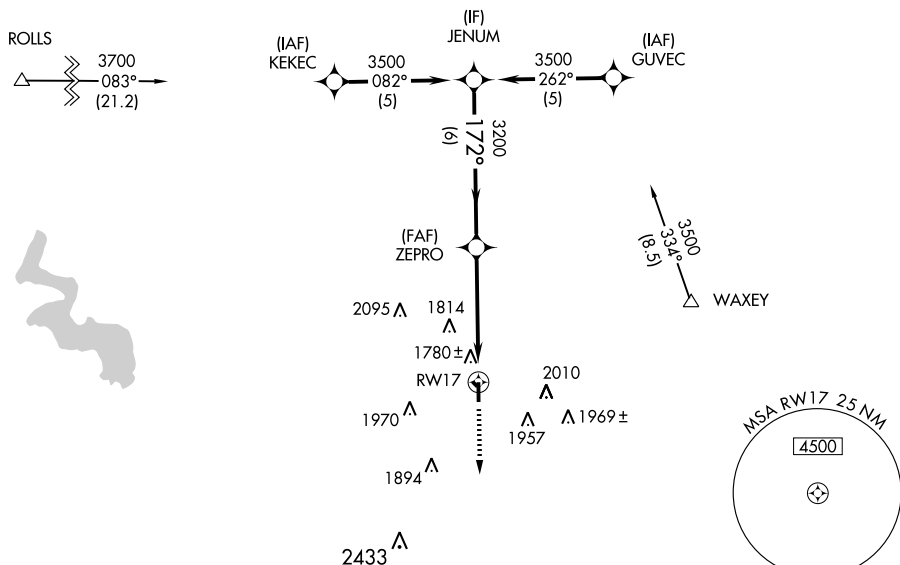 ROLLS
3700
083°
(21.2)
(IAF)
KEKEC
3500
082°
(5)
(IF)
JENUM
3500
262°
(5)
(IAF)
GUVEC
3200
172°
(6)
(FAF)
ZEPRO
3500
334°
(8.5)
WAXEY
2095
1814
1780 ±
RW17
2010
1970
1957
1969 ±
1894
2433
MSA RW17 25 NM
4500